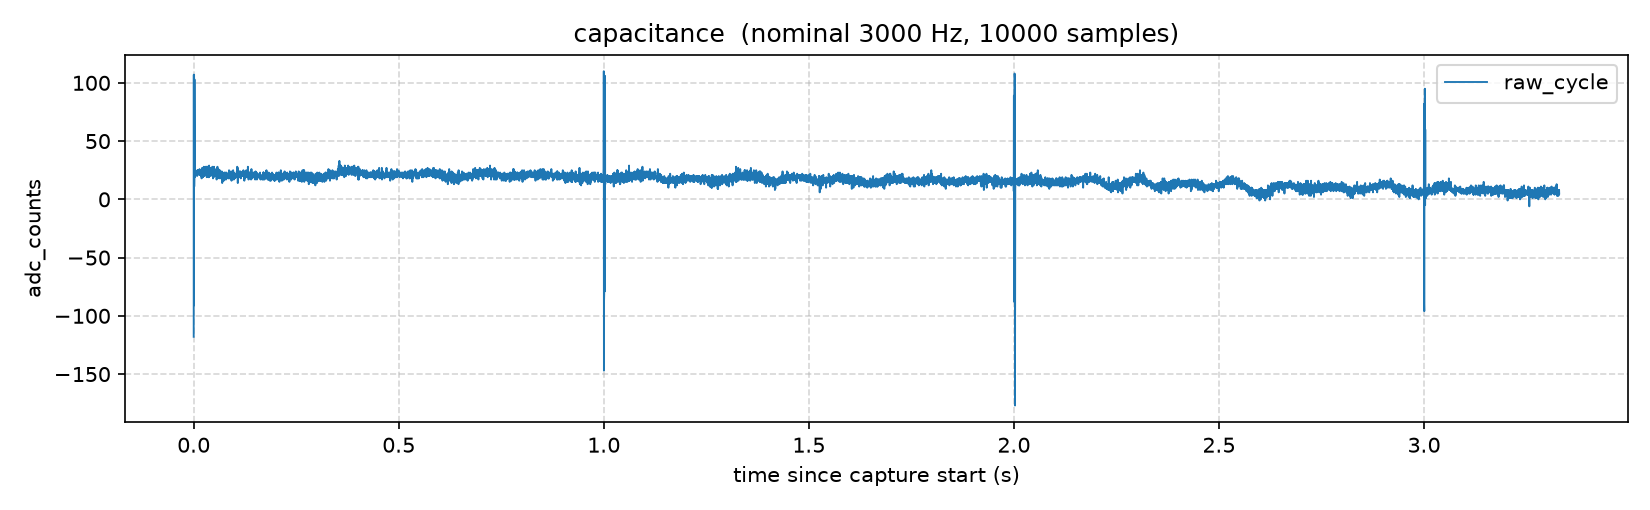 capacitance  (nominal 3000 Hz, 10000 samples)
raw_cycle
adc_counts
100
50
0
−50
−100
−150
0.0 0.5 1.0 1.5 2.0 2.5 3.0
time since capture start (s)